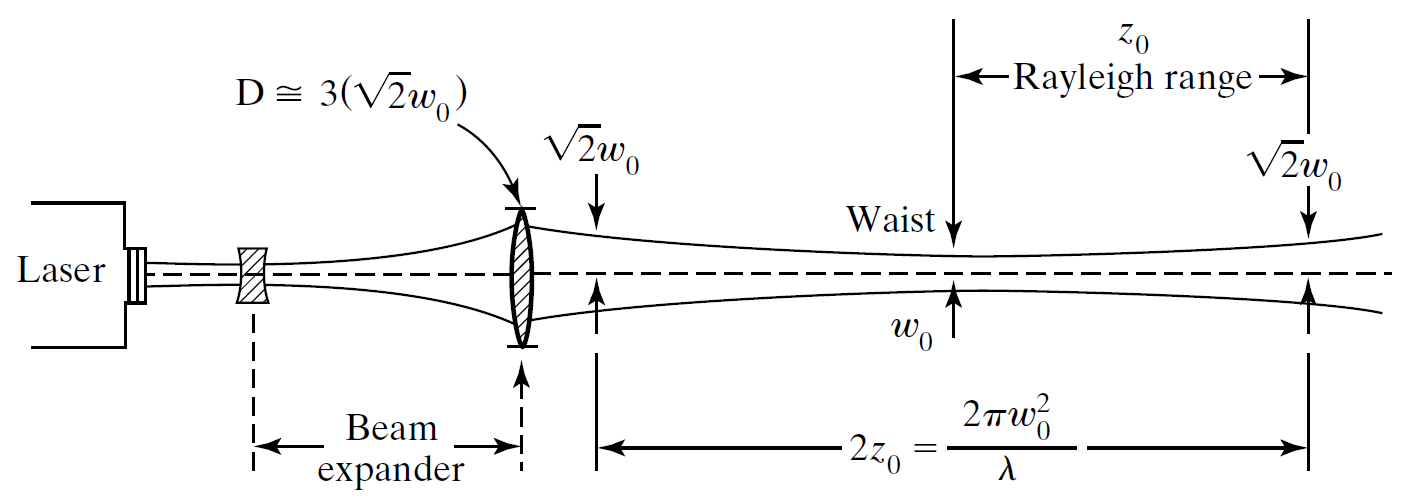 z₀
Rayleigh range
D ≅ 3(√2w₀)
√2w₀
√2w₀
Waist
Laser
w₀
Beam
expander
2z₀ = 2πw₀²/λ